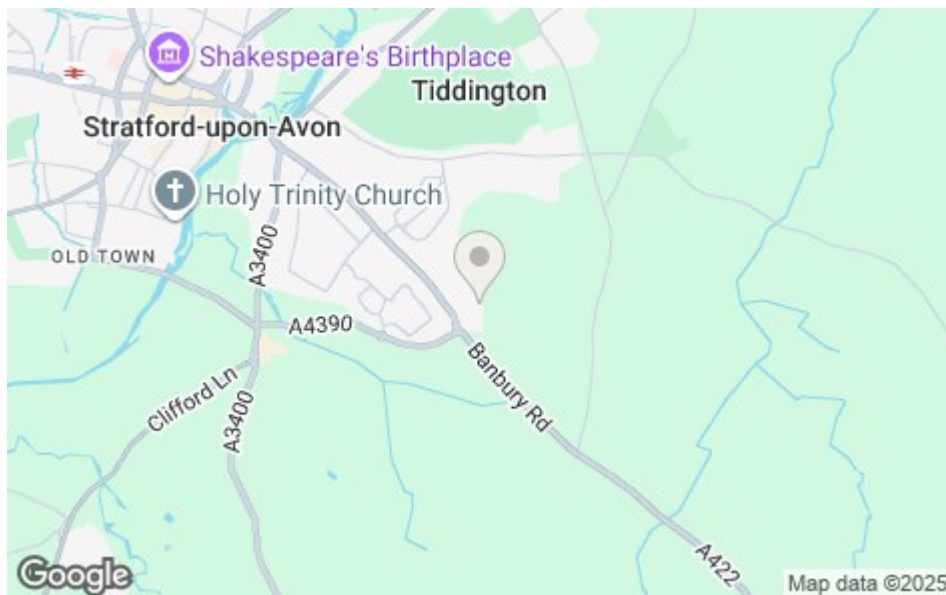 Shakespeare's Birthplace
Tiddington
Stratford-upon-Avon
Holy Trinity Church
OLD TOWN
A3400
A4390
Banbury Rd
Clifford Ln
A3400
A422
Google
Map data ©2025